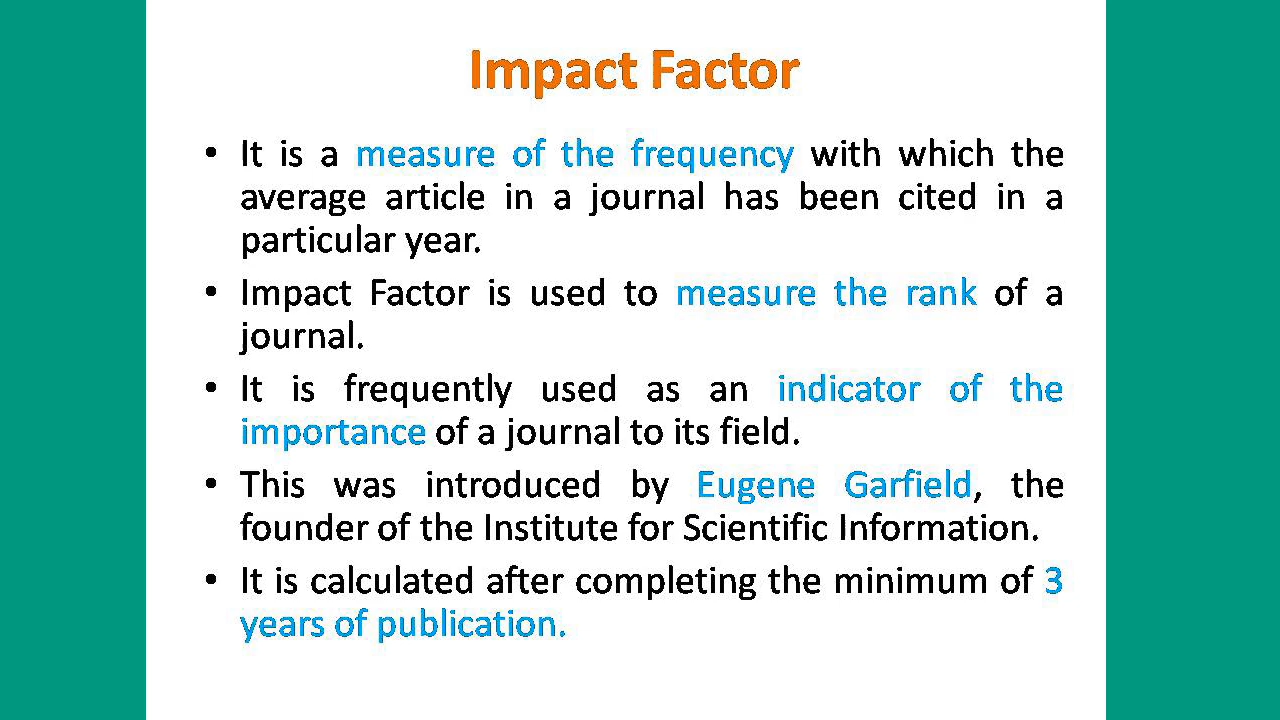 Impact Factor
• It is a measure of the frequency with which the
average article in a journal has been cited in a
particular year.
• Impact Factor is used to measure the rank of a
journal.
• It is frequently used as an indicator of the
importance of a journal to its field.
• This was introduced by Eugene Garfield, the
founder of the Institute for Scientific Information.
• It is calculated after completing the minimum of 3
years of publication.